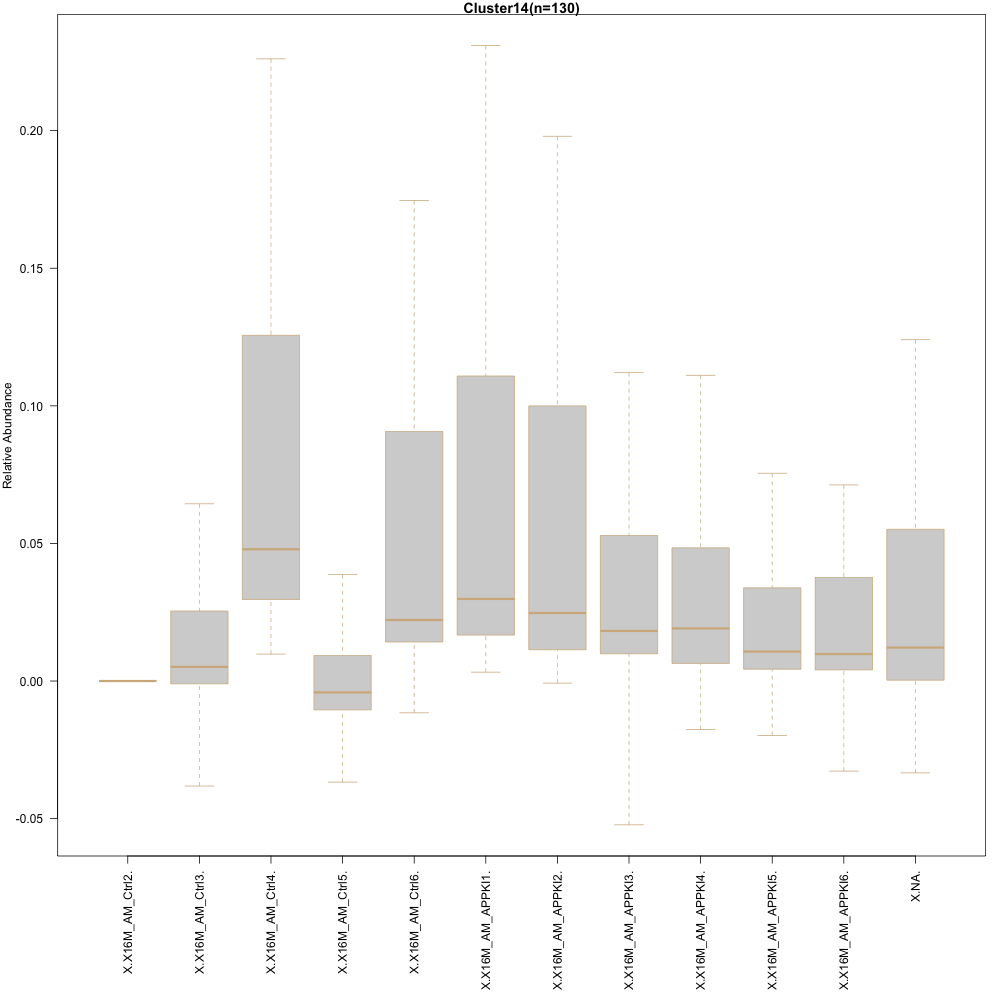 Cluster14(n=130)
Relative Abundance
0.20
0.15
0.10
0.05
0.00
-0.05
X.X16M_AM_Ctrl2.
X.X16M_AM_Ctrl3.
X.X16M_AM_Ctrl4.
X.X16M_AM_Ctrl5.
X.X16M_AM_Ctrl6.
X.X16M_AM_APPKI1.
X.X16M_AM_APPKI2.
X.X16M_AM_APPKI3.
X.X16M_AM_APPKI4.
X.X16M_AM_APPKI5.
X.X16M_AM_APPKI6.
X.NA.